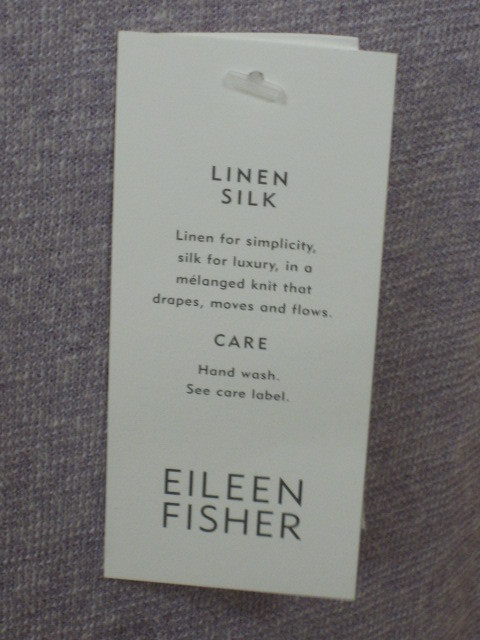 LINEN
SILK
Linen for simplicity,
silk for luxury, in a
mélanged knit that
drapes, moves and flows.
CARE
Hand wash.
See care label.
EILEEN
FISHER